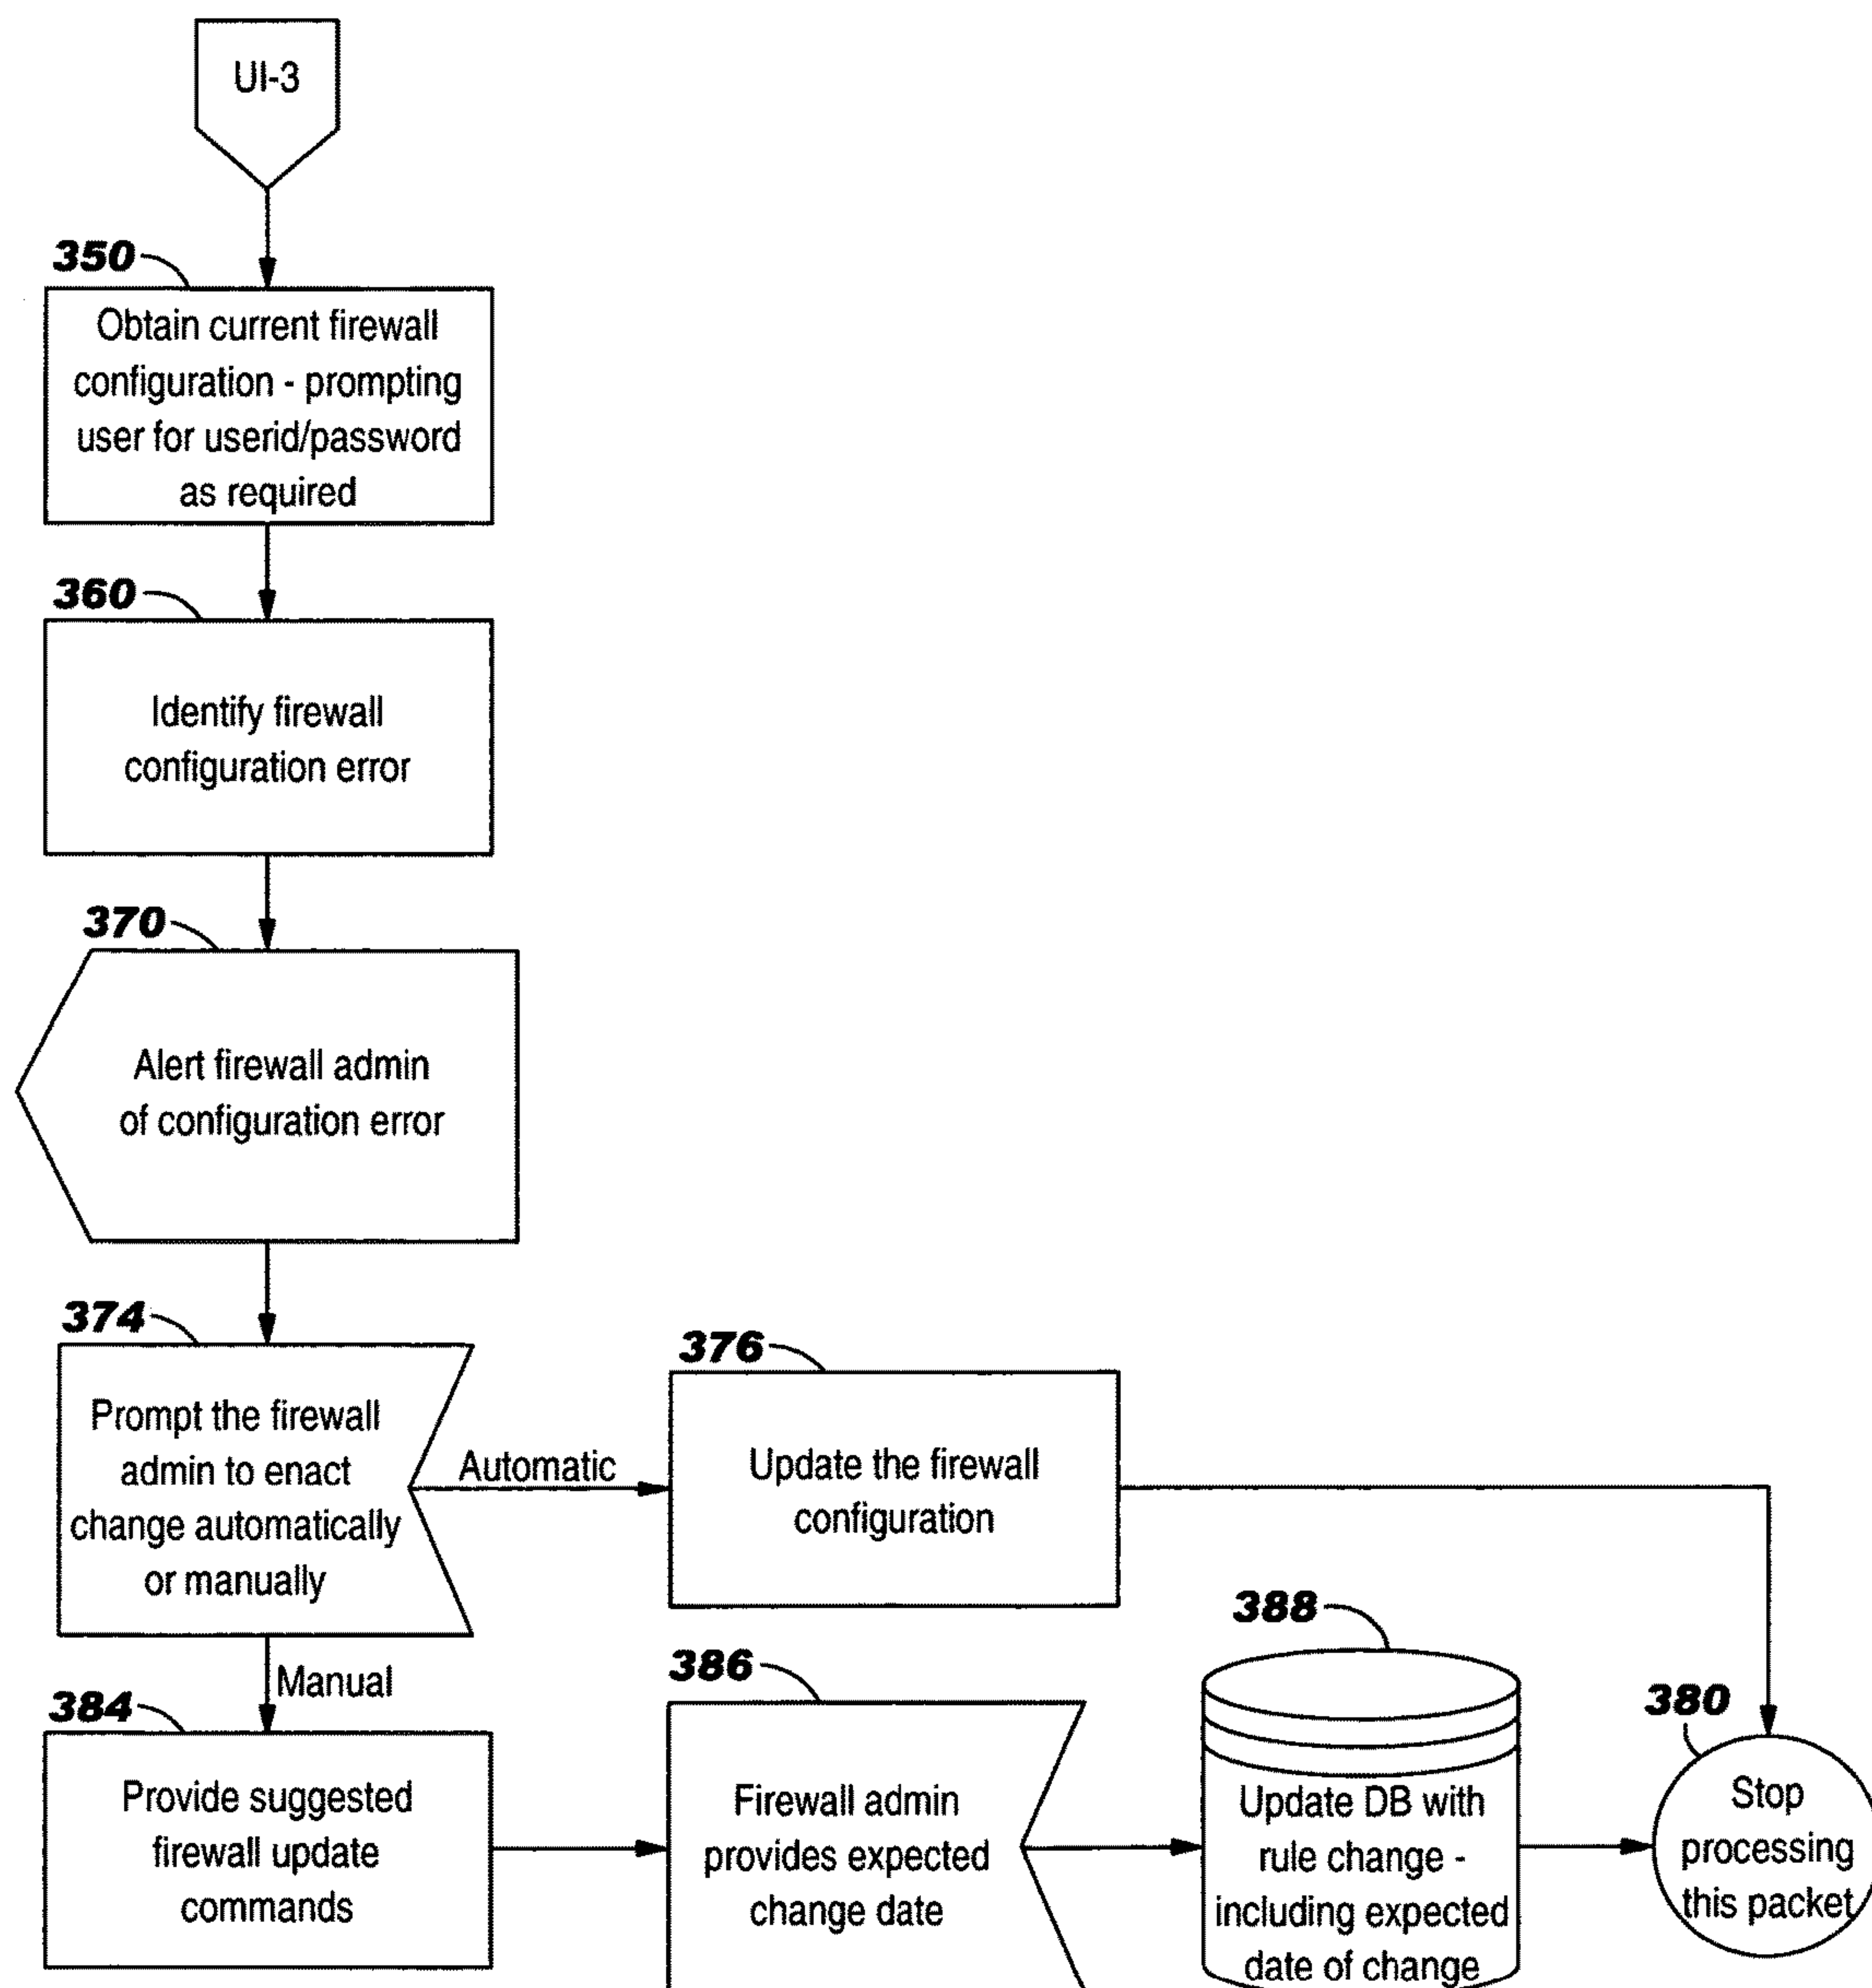 UI-3
350
Obtain current firewall
configuration - prompting
user for userid/password
as required
360
Identify firewall
configuration error
370
Alert firewall admin
of configuration error
374
Prompt the firewall
admin to enact
change automatically
or manually
Automatic
376
Update the firewall
configuration
Manual
384
Provide suggested
firewall update
commands
386
Firewall admin
provides expected
change date
388
Update DB with
rule change -
including expected
date of change
380
Stop
processing
this packet